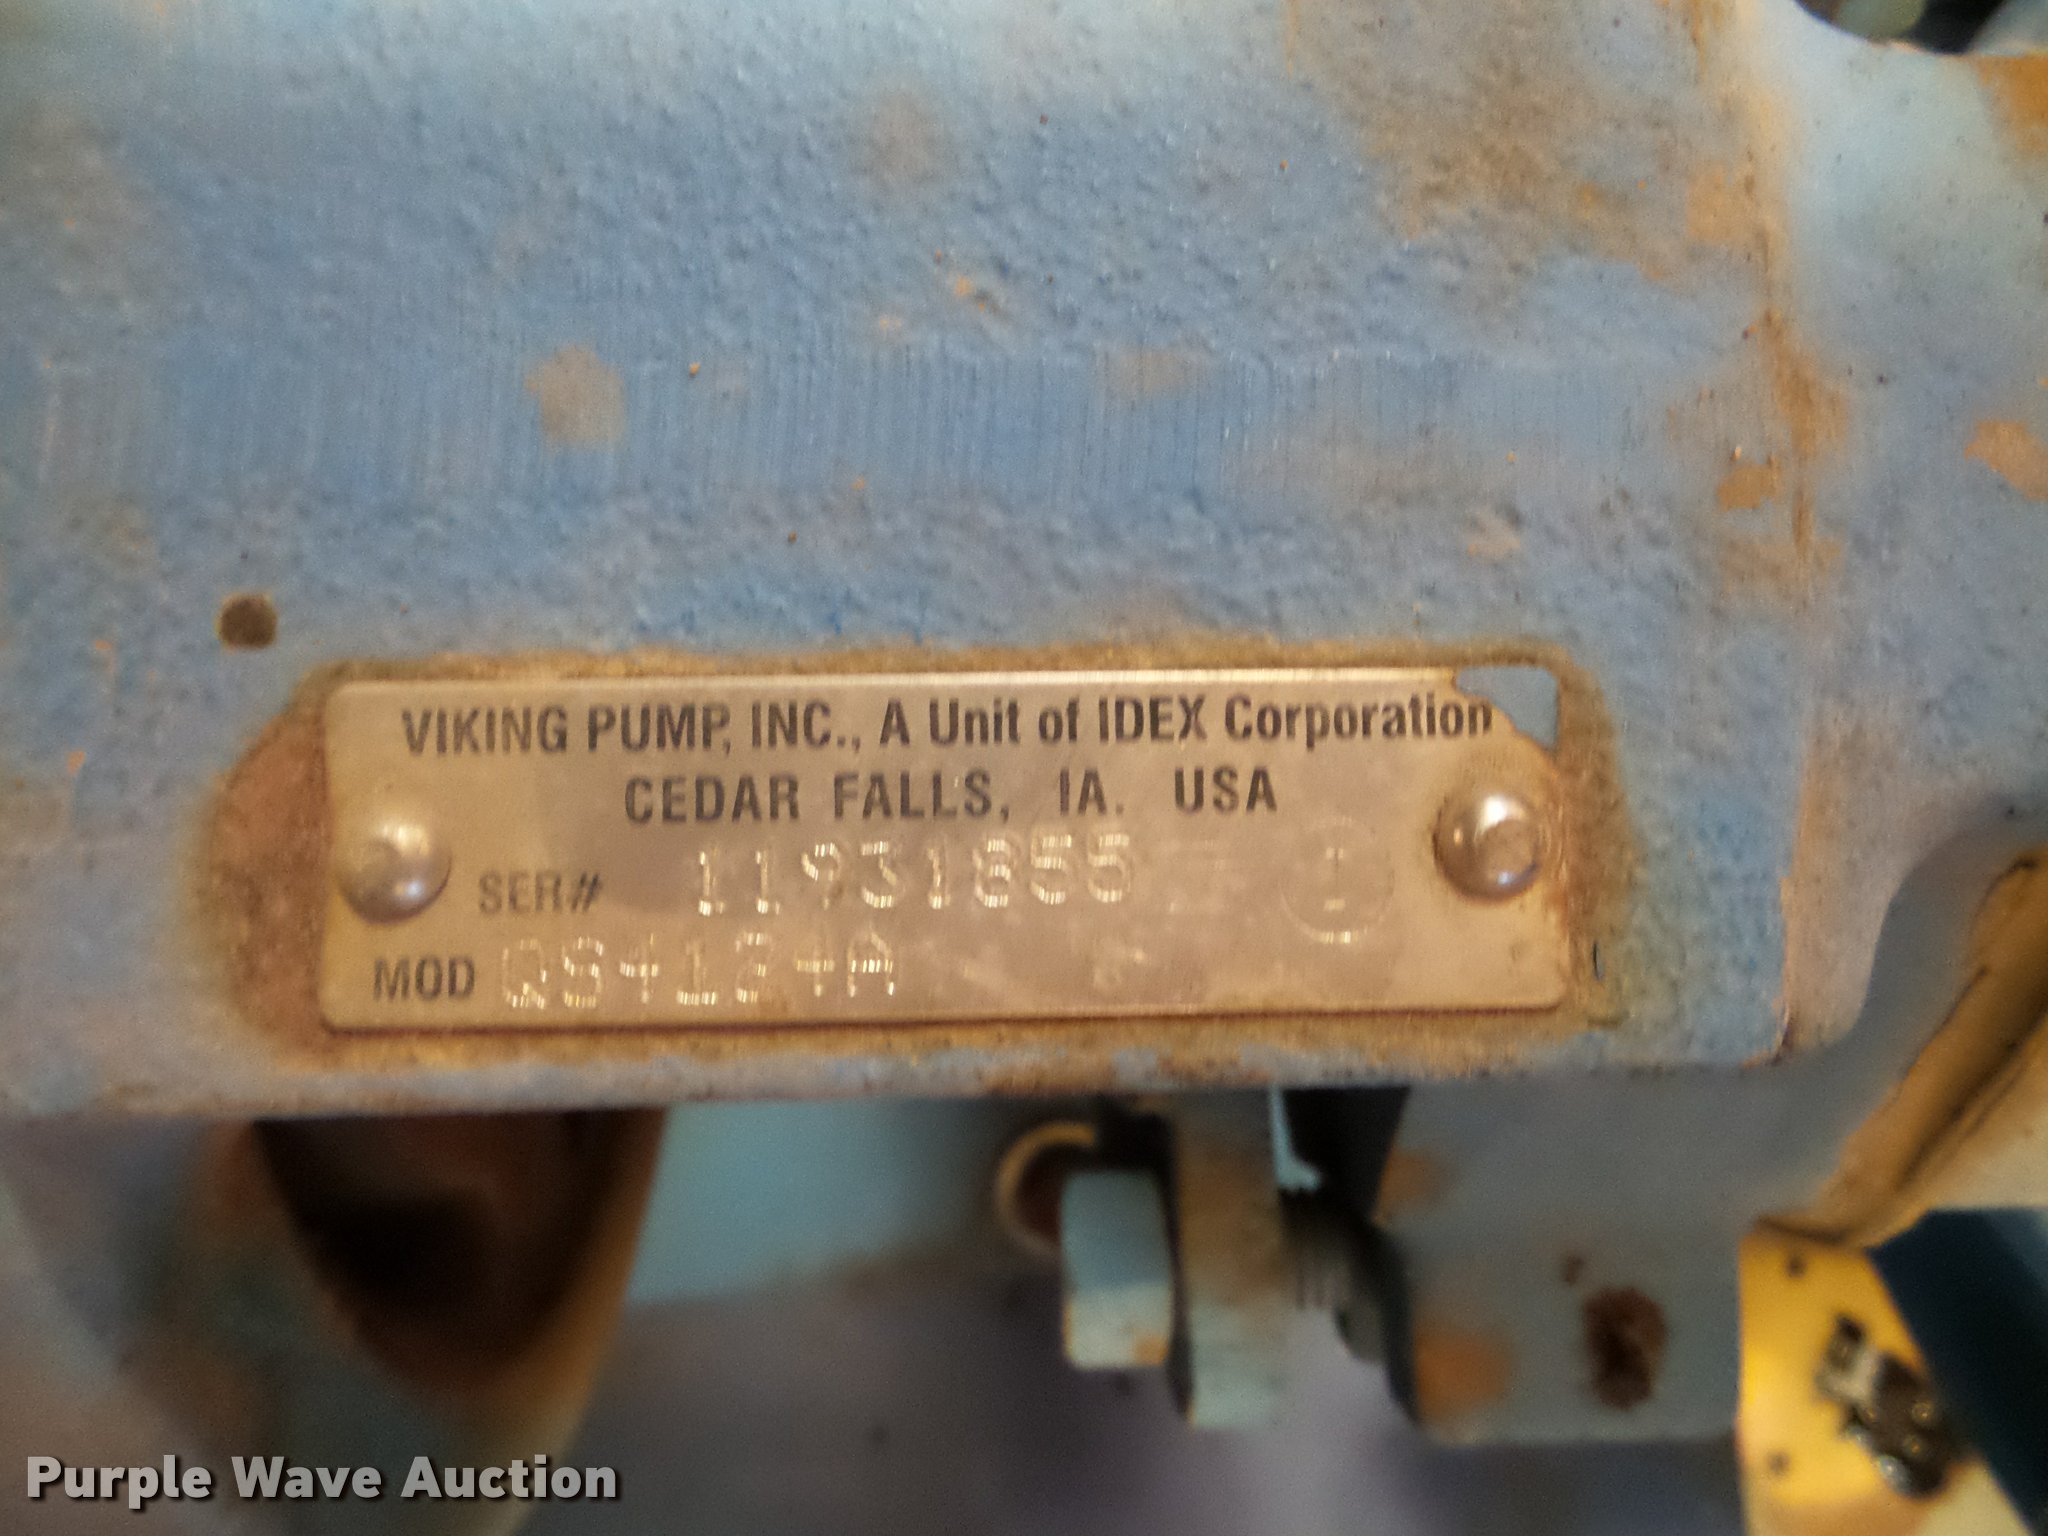 VIKING PUMP, INC., A Unit of IDEX Corporation
CEDAR FALLS, IA. USA
SER# 11931855
MOD QS4124A
Purple Wave Auction